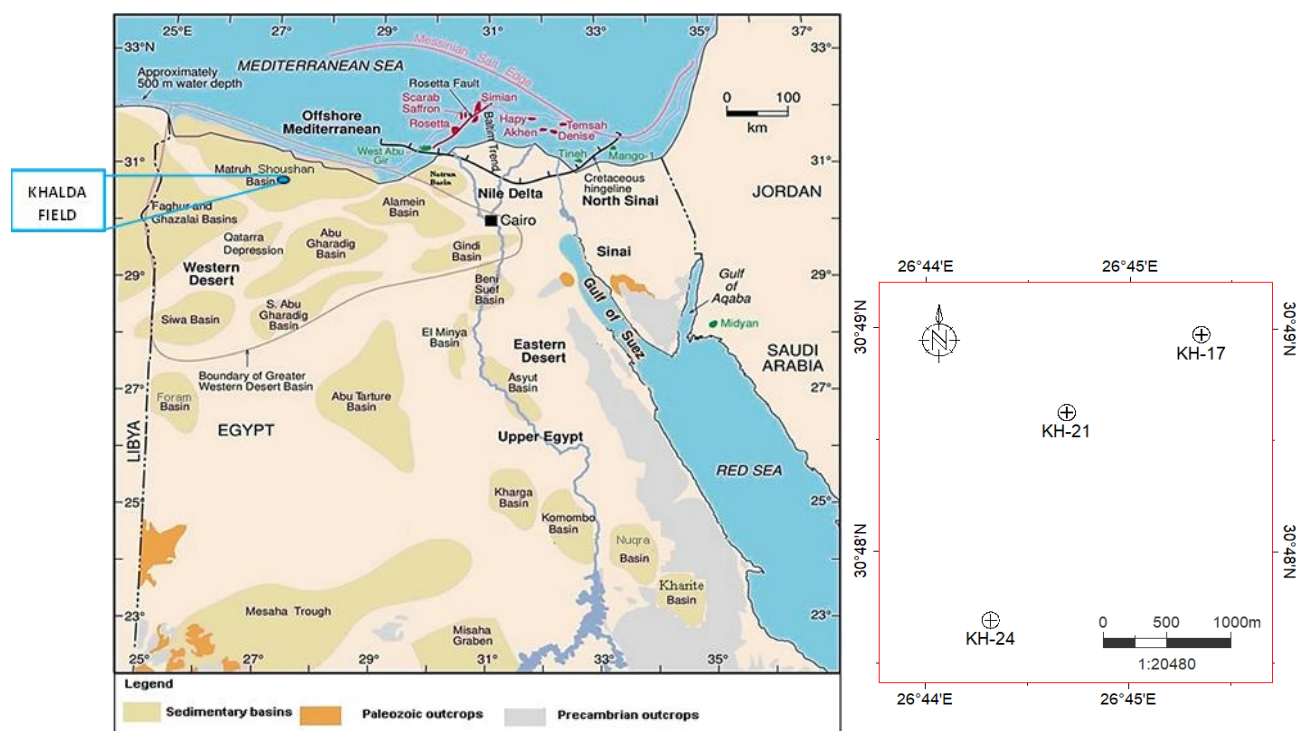 25°E
27°
29°
31°
33°
35°
37°
33°N
33°
MEDITERRANEAN SEA
Messinian Salt Edge
Approximately
500 m water depth
Rosetta Fault
Simian
Scarab
Saffron
Rosetta
Baltim Trend
Hapy
Akhen
Temsah
Denise
0 100
km
Offshore
Mediterranean
West Abu
Gir
Tineh
Mango-1
31°
31°
KHALDA
FIELD
Matruh Shoushan
Basin
Natrun
Basin
Nile Delta
Cretaceous
hingeline
North Sinai
JORDAN
Faghur and
Ghazalai Basins
Alamein
Basin
Cairo
Qatarra
Depression
Abu
Gharadig
Basin
Gindi
Basin
Sinai
29°
Western
Desert
Beni
Suef
Basin
Gulf of Suez
Gulf
of
Aqaba
29°
Siwa Basin
S. Abu
Gharadig
Basin
El Minya
Basin
Eastern
Desert
Midyan
SAUDI
ARABIA
Boundary of Greater
Western Desert Basin
27°
Foram
Basin
Abu Tarture
Basin
Asyut
Basin
27°
LIBYA
EGYPT
Upper Egypt
RED SEA
25°
Kharga
Basin
Komombo
Basin
Nuqra
Basin
25°
Kharite
Basin
23°
Mesaha Trough
Misaha
Graben
23°
25°
27°
29°
31°
33°
35°
Legend
Sedimentary basins
Paleozoic outcrops
Precambrian outcrops
26°44'E
26°45'E
30°49'N
30°49'N
N
KH-17
KH-21
30°48'N
30°48'N
KH-24
0 500 1000m
1:20480
26°44'E
26°45'E